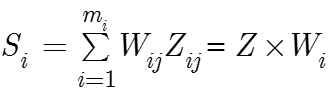 $S_i = \sum_{i=1}^{m_i} W_{ij} Z_{ij} = Z \times W_i$